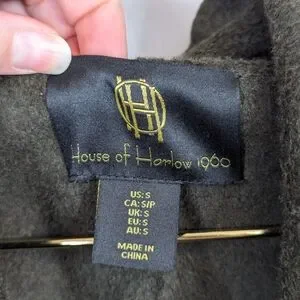 H
House of Harlow 1960
US: S
CA: S/P
UK: S
EU: S
AU: S
MADE IN
CHINA